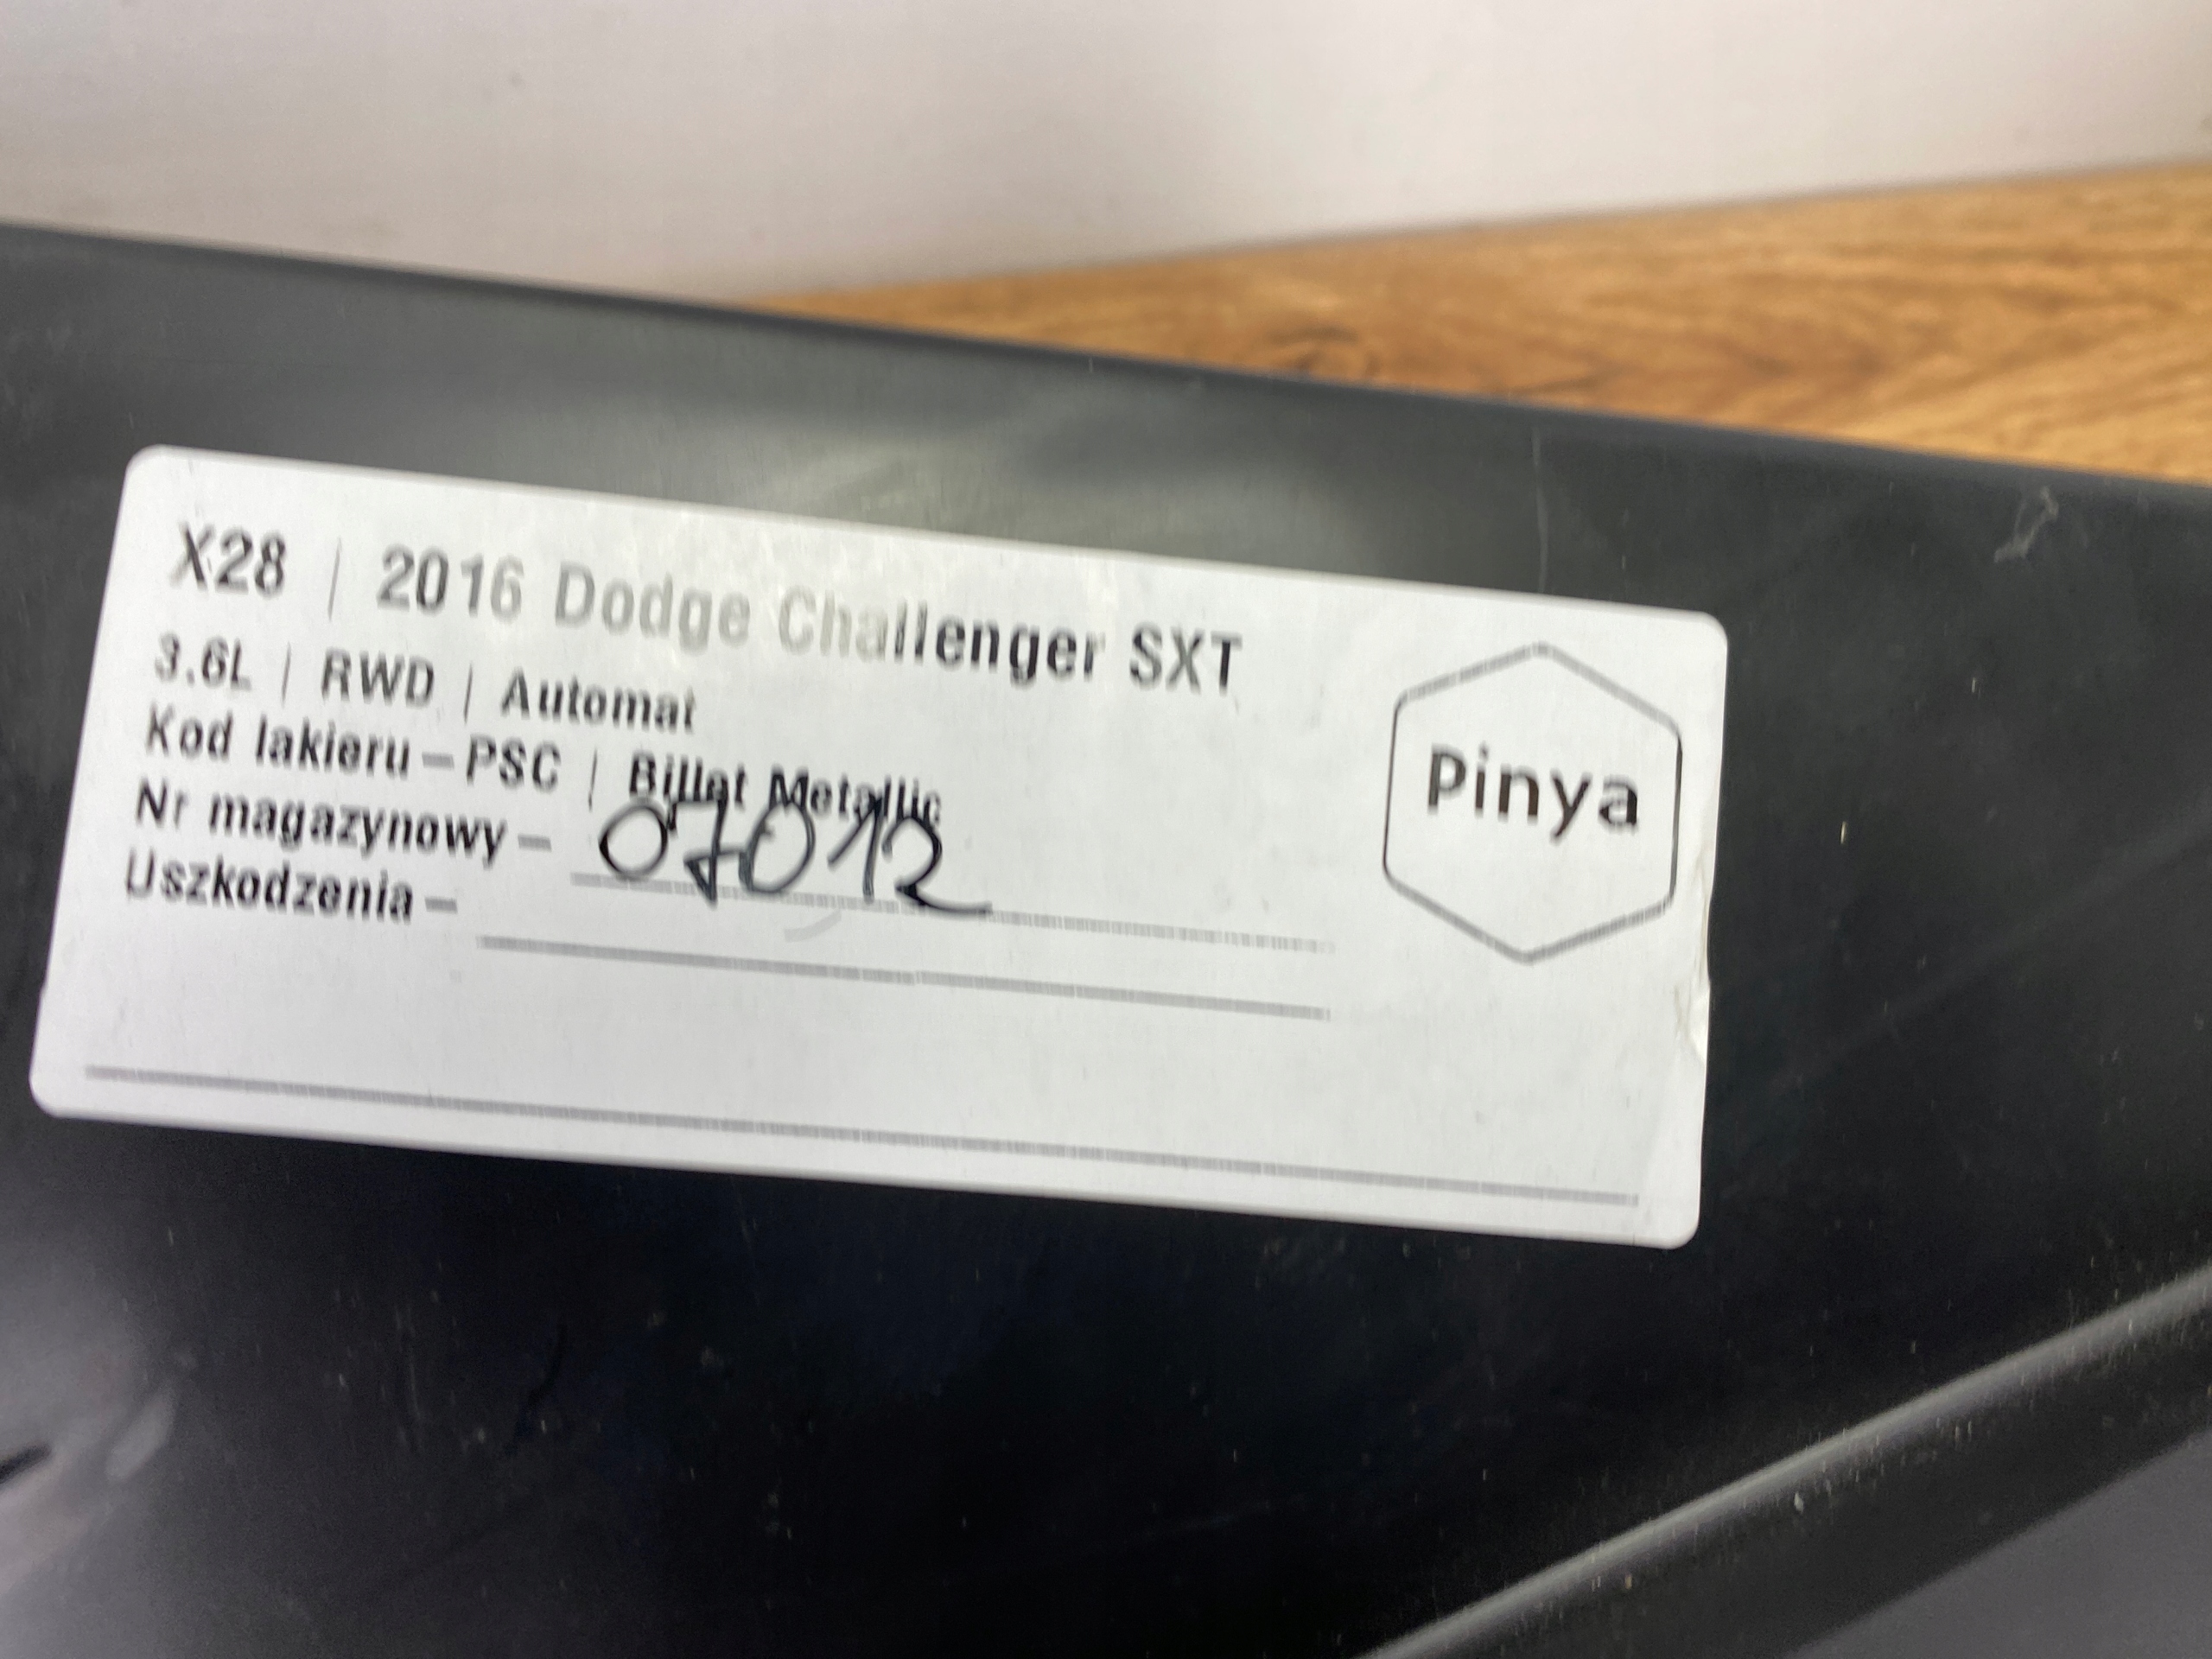 X28 | 2016 Dodge Challenger SXT
3.6L | RWD | Automat
Kod lakieru – PSC | Billet Metallic
Nr magazynowy – 07012
Uszkodzenia –
Pinya